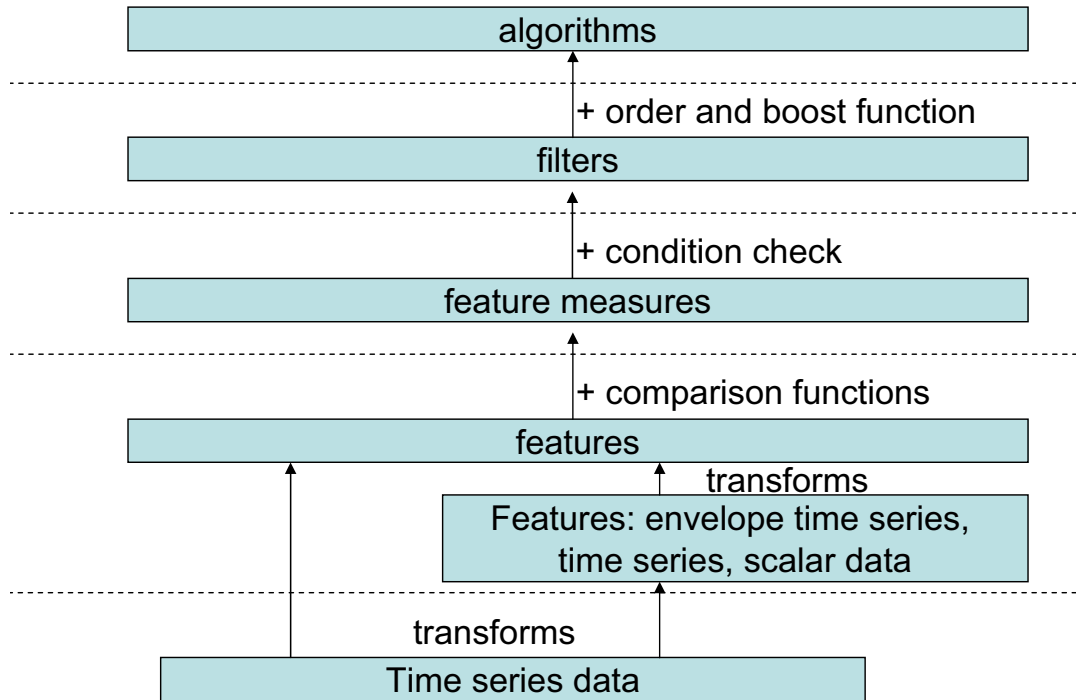 algorithms
+ order and boost function
filters
+ condition check
feature measures
+ comparison functions
features
transforms
Features: envelope time series,
time series, scalar data
transforms
Time series data